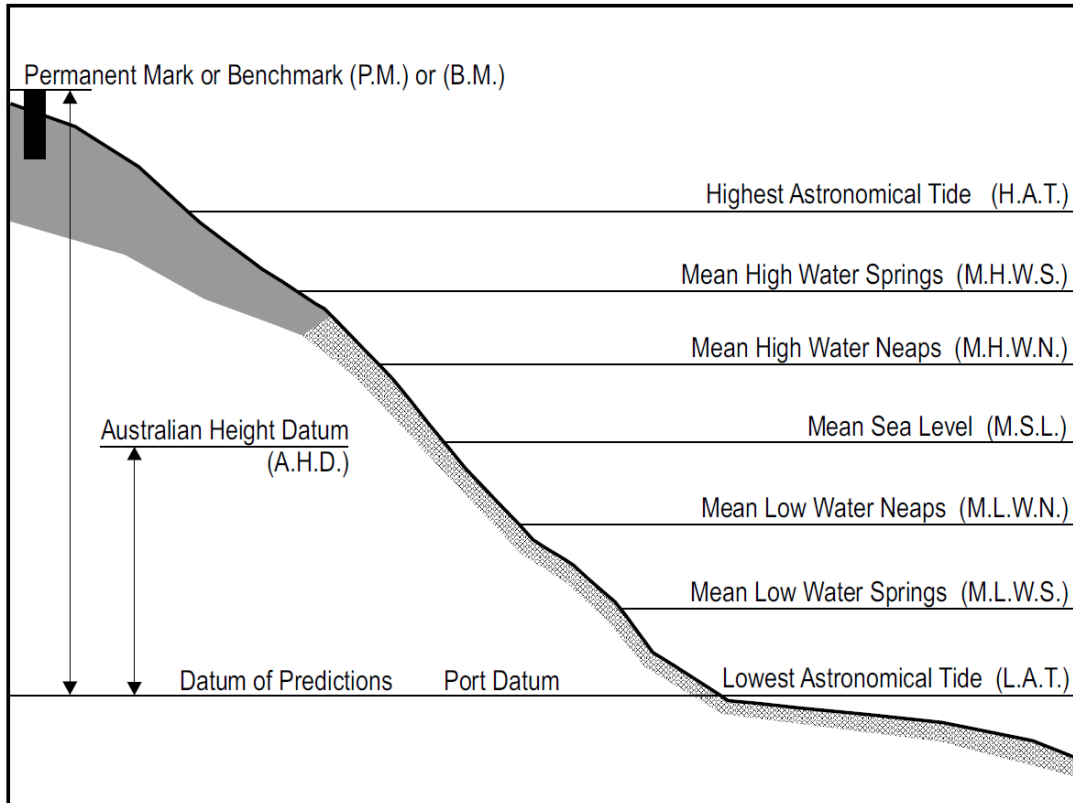 Permanent Mark or Benchmark (P.M.) or (B.M.)
Highest Astronomical Tide (H.A.T.)
Mean High Water Springs (M.H.W.S.)
Mean High Water Neaps (M.H.W.N.)
Australian Height Datum
(A.H.D.)
Mean Sea Level (M.S.L.)
Mean Low Water Neaps (M.L.W.N.)
Mean Low Water Springs (M.L.W.S.)
Datum of Predictions Port Datum Lowest Astronomical Tide (L.A.T.)